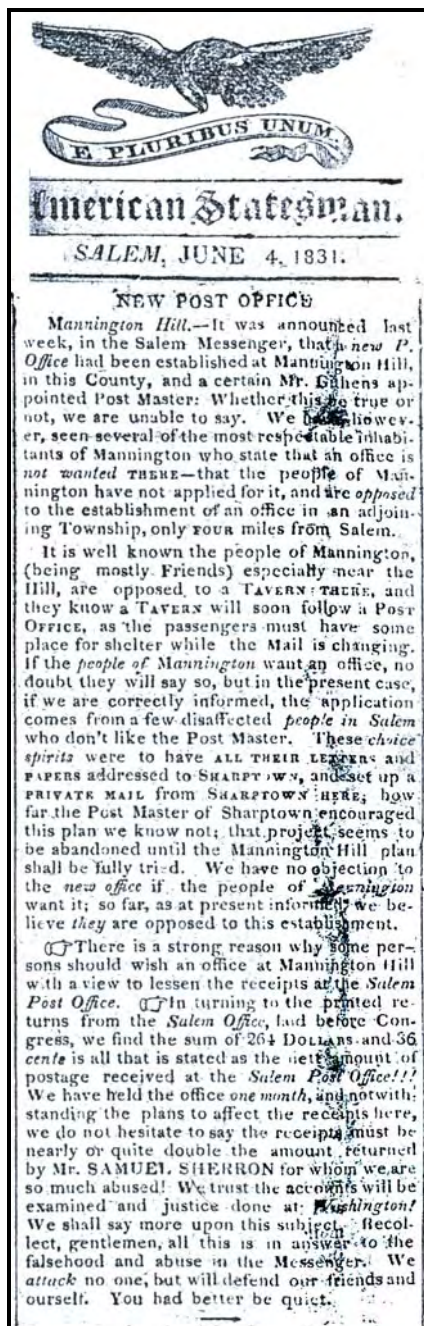 E PLURIBUS UNUM
American Statesman.
SALEM, JUNE 4, 1831.
NEW POST OFFICE
Mannington Hill.—It was announced last
week, in the Salem Messenger, that a new P.
Office had been established at Mannington Hill,
in this County, and a certain Mr. ap-
pointed Post Master: Whether this be true or
not, we are unable to say. We have, howev-
er, seen several of the most respectable inhabi-
tants of Mannington who state that an office is
not wanted THERE—that the people of Man-
nington have not applied for it, and are opposed
to the establishment of an office in an adjoin-
ing Township, only FOUR miles from Salem.
It is well known the people of Mannington,
(being mostly Friends) especially near the
Hill, are opposed to a TAVERN THERE, and
they know a TAVERN will soon follow a POST
OFFICE, as the passengers must have some
place for shelter while the Mail is changing.
If the people of Mannington want an office, no
doubt they will say so, but in the present case,
if we are correctly informed, the application
comes from a few disaffected people in Salem
who don't like the Post Master. These choice
spirits were to have ALL THEIR LETTERS and
PAPERS addressed to SHARPTOWN, and set up a
PRIVATE MAIL from SHARPTOWN HERE; how
far the Post Master of Sharptown encouraged
this plan we know not; that project seems to
be abandoned until the Mannington Hill plan
shall be fully tried. We have no objection to
the new office if the people of Mannington
want it; so far, as at present informed, we be-
lieve they are opposed to this establishment.
☞There is a strong reason why some per-
sons should wish an office at Mannington Hill
with a view to lessen the receipts at the Salem
Post Office. ☞In turning to the printed re-
turns from the Salem Office, laid before Con-
gress, we find the sum of 264 DOLLARS and 36
cents is all that is stated as the nett amount of
postage received at the Salem Post Office!!!
We have held the office one month, and notwith-
standing the plans to affect the receipts here,
we do not hesitate to say the receipts must be
nearly or quite double the amount returned
by Mr. SAMUEL SHERRON for whom we are
so much abused! We trust the accounts will be
examined and justice done at Washington!
We shall say more upon this subject. Recol-
lect, gentlemen, all this is in answer to the
falsehood and abuse in the Messenger. We
attack no one, but will defend our friends and
ourself. You had better be quiet.